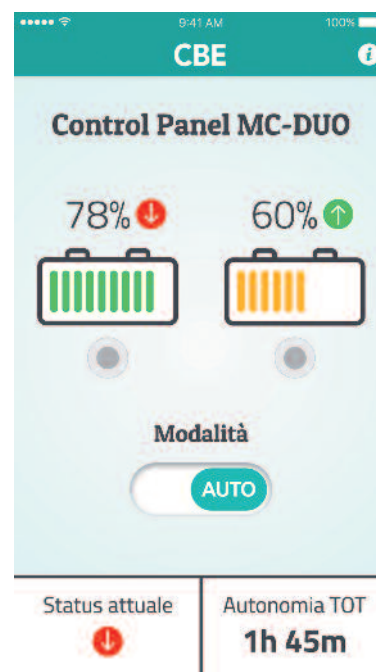 9:41 AM
100%
CBE
i
Control Panel MC-DUO
78%
60%
Modalità
AUTO
Status attuale
Autonomia TOT
1h 45m